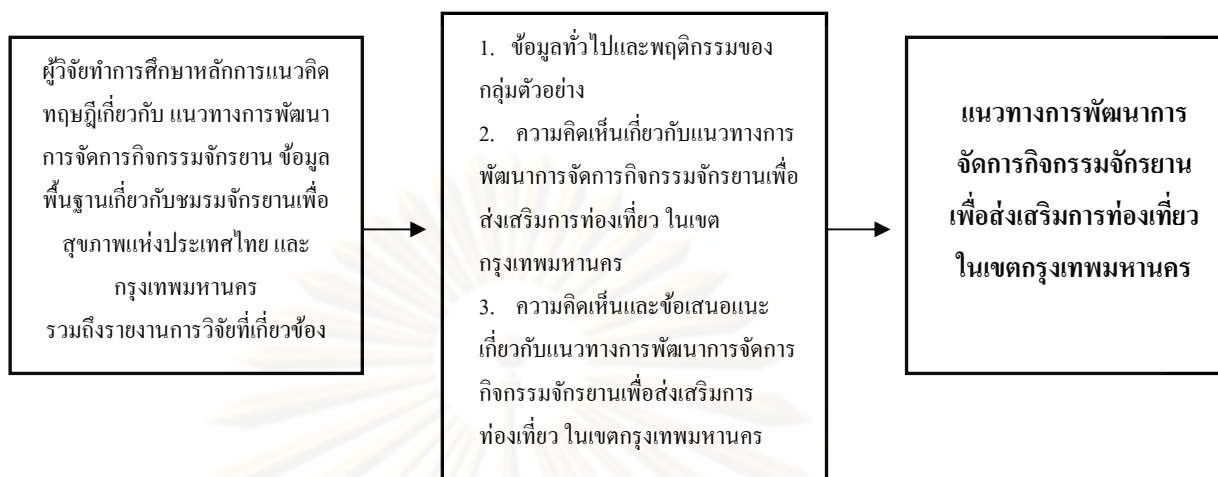 ผู้วิจัยทำการศึกษาหลักการแนวคิด
ทฤษฎีเกี่ยวกับ แนวทางการพัฒนา
การจัดการกิจกรรมจักรยาน ข้อมูล
พื้นฐานเกี่ยวกับชมรมจักรยานเพื่อ
สุขภาพแห่งประเทศไทย และ
กรุงเทพมหานคร
รวมถึงรายงานการวิจัยที่เกี่ยวข้อง
1. ข้อมูลทั่วไปและพฤติกรรมของ
กลุ่มตัวอย่าง
2. ความคิดเห็นเกี่ยวกับแนวทางการ
พัฒนาการจัดการกิจกรรมจักรยานเพื่อ
ส่งเสริมการท่องเที่ยว ในเขต
กรุงเทพมหานคร
3. ความคิดเห็นและข้อเสนอแนะ
เกี่ยวกับแนวทางการพัฒนาการจัดการ
กิจกรรมจักรยานเพื่อส่งเสริมการ
ท่องเที่ยว ในเขตกรุงเทพมหานคร
แนวทางการพัฒนาการ
จัดการกิจกรรมจักรยาน
เพื่อส่งเสริมการท่องเที่ยว
ในเขตกรุงเทพมหานคร